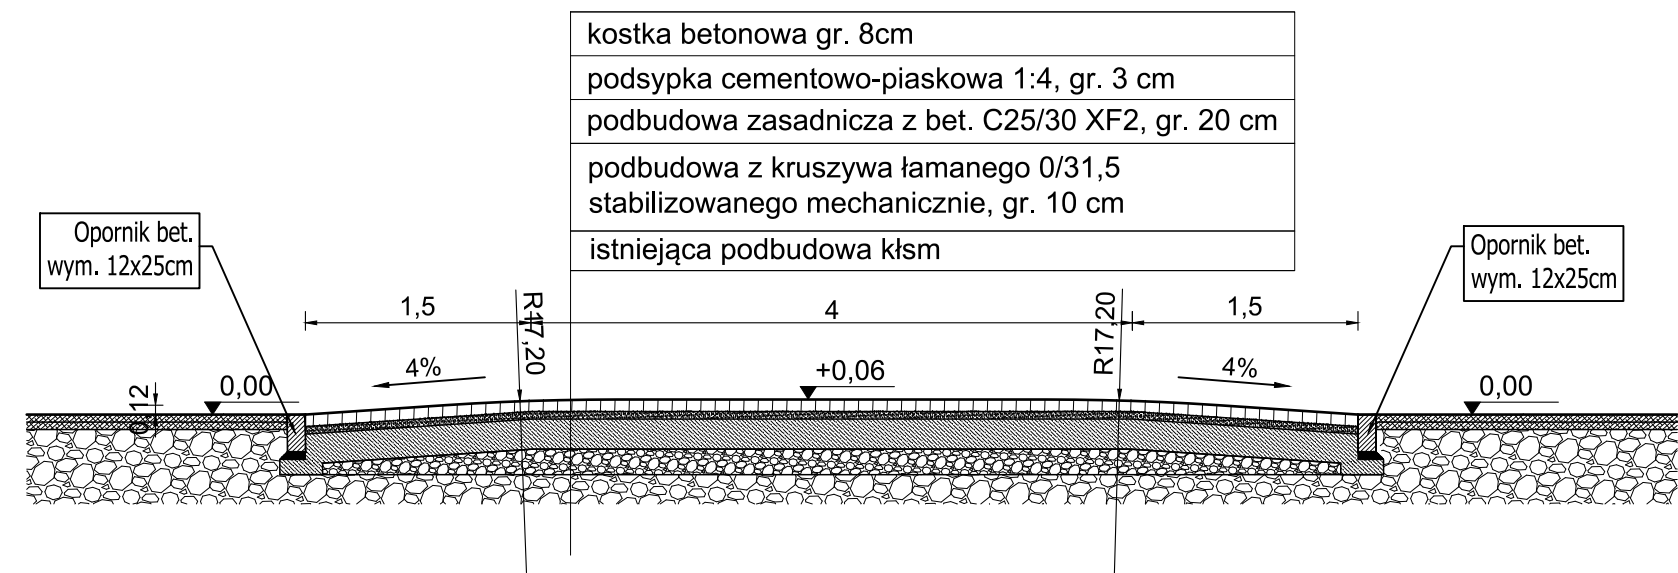 kostka betonowa gr. 8cm
podsypka cementowo-piaskowa 1:4, gr. 3 cm
podbudowa zasadnicza z bet. C25/30 XF2, gr. 20 cm
podbudowa z kruszywa łamanego 0/31,5
stabilizowanego mechanicznie, gr. 10 cm
istniejąca podbudowa kłsm
Opornik bet.
wym. 12x25cm
Opornik bet.
wym. 12x25cm
1,5
R17,20
4
R17,20
1,5
4%
+0,06
4%
0,12
0,00
0,00